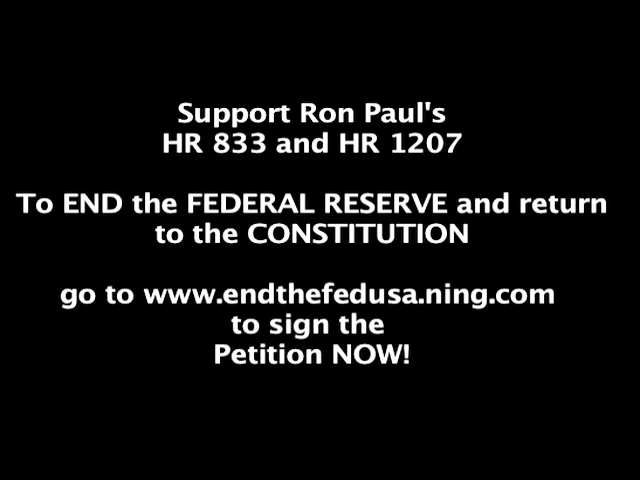 Support Ron Paul's
HR 833 and HR 1207
To END the FEDERAL RESERVE and return
to the CONSTITUTION
go to www.endthefedusa.ning.com
to sign the
Petition NOW!